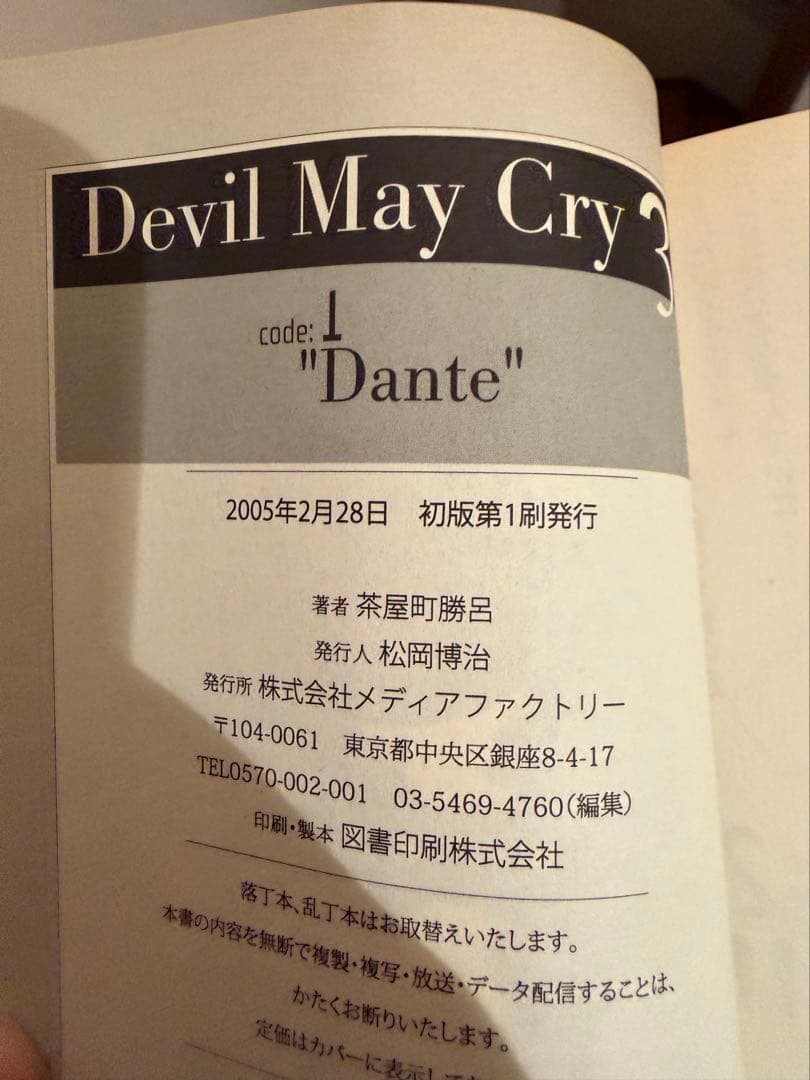 Devil May Cry 3
code: 1
"Dante"
2005年2月28日　初版第1刷発行
著者 茶屋町勝呂
発行人 松岡博治
発行所 株式会社メディアファクトリー
〒104-0061　東京都中央区銀座8-4-17
TEL0570-002-001　03-5469-4760（編集）
印刷・製本 図書印刷株式会社
落丁本、乱丁本はお取替えいたします。
本書の内容を無断で複製・複写・放送・データ配信することは、
かたくお断りいたします。
定価はカバーに表示して